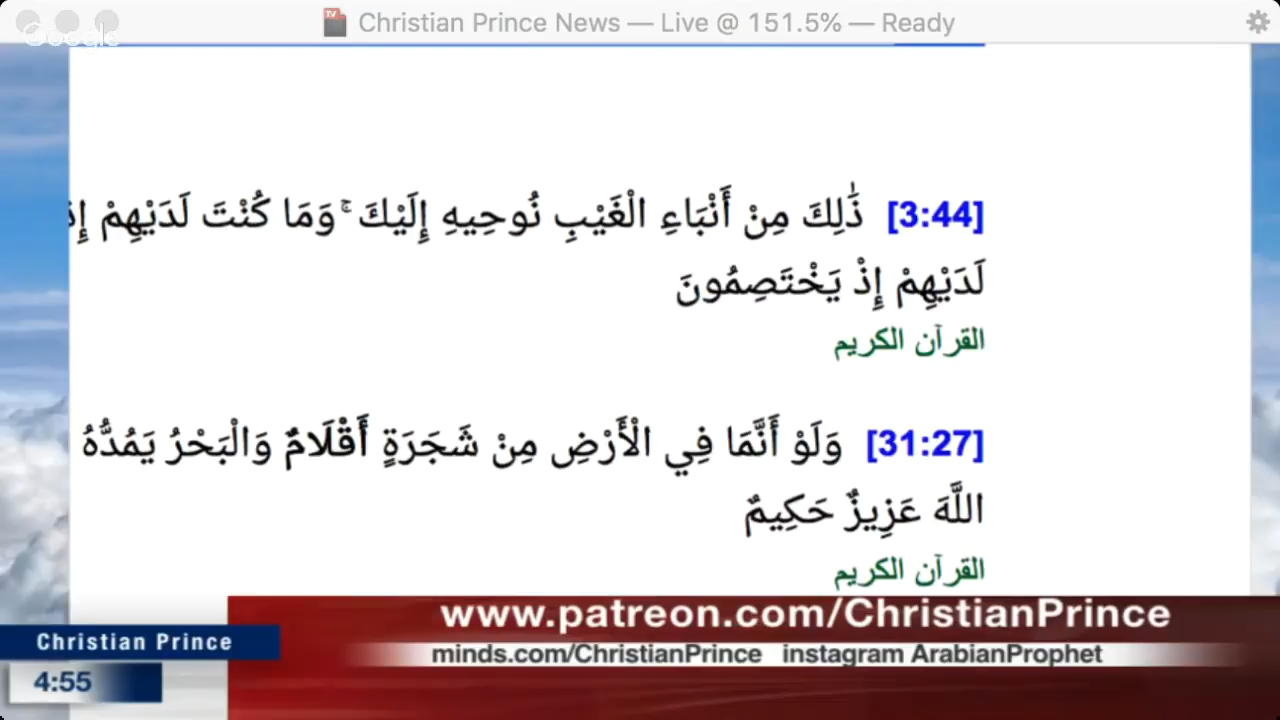 Christian Prince News — Live @ 151.5% — Ready
Google
[3:44] ذَٰلِكَ مِنْ أَنْبَاءِ الْغَيْبِ نُوحِيهِ إِلَيْكَ ۚ وَمَا كُنْتَ لَدَيْهِمْ
لَدَيْهِمْ إِذْ يَخْتَصِمُونَ
القرآن الكريم
[31:27] وَلَوْ أَنَّمَا فِي الْأَرْضِ مِنْ شَجَرَةٍ أَقْلَامٌ وَالْبَحْرُ يَمُدُّهُ
اللَّهَ عَزِيزٌ حَكِيمٌ
القرآن الكريم
www.patreon.com/ChristianPrince
Christian Prince
minds.com/ChristianPrince instagram ArabianProphet
4:55